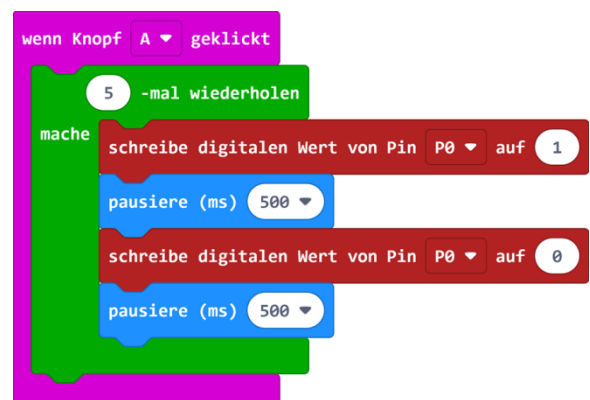 wenn Knopf A geklickt
5 -mal wiederholen
mache
schreibe digitalen Wert von Pin P0 auf 1
pausiere (ms) 500
schreibe digitalen Wert von Pin P0 auf 0
pausiere (ms) 500